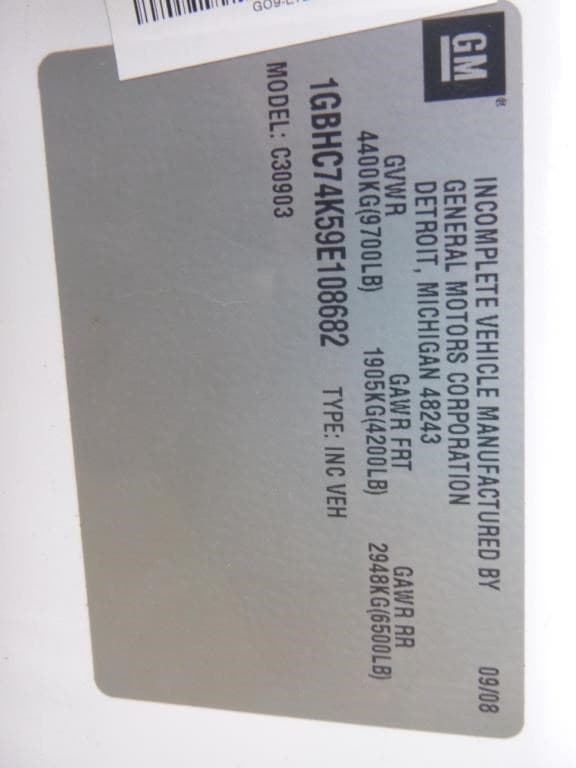 GM
INCOMPLETE VEHICLE MANUFACTURED BY 09/08
GENERAL MOTORS CORPORATION
DETROIT, MICHIGAN 48243
GVWR GAWR FRT GAWR RR
4400KG(9700LB) 1905KG(4200LB) 2948KG(6500LB)
1GBHC74K59E108682 TYPE: INC VEH
MODEL: C30903